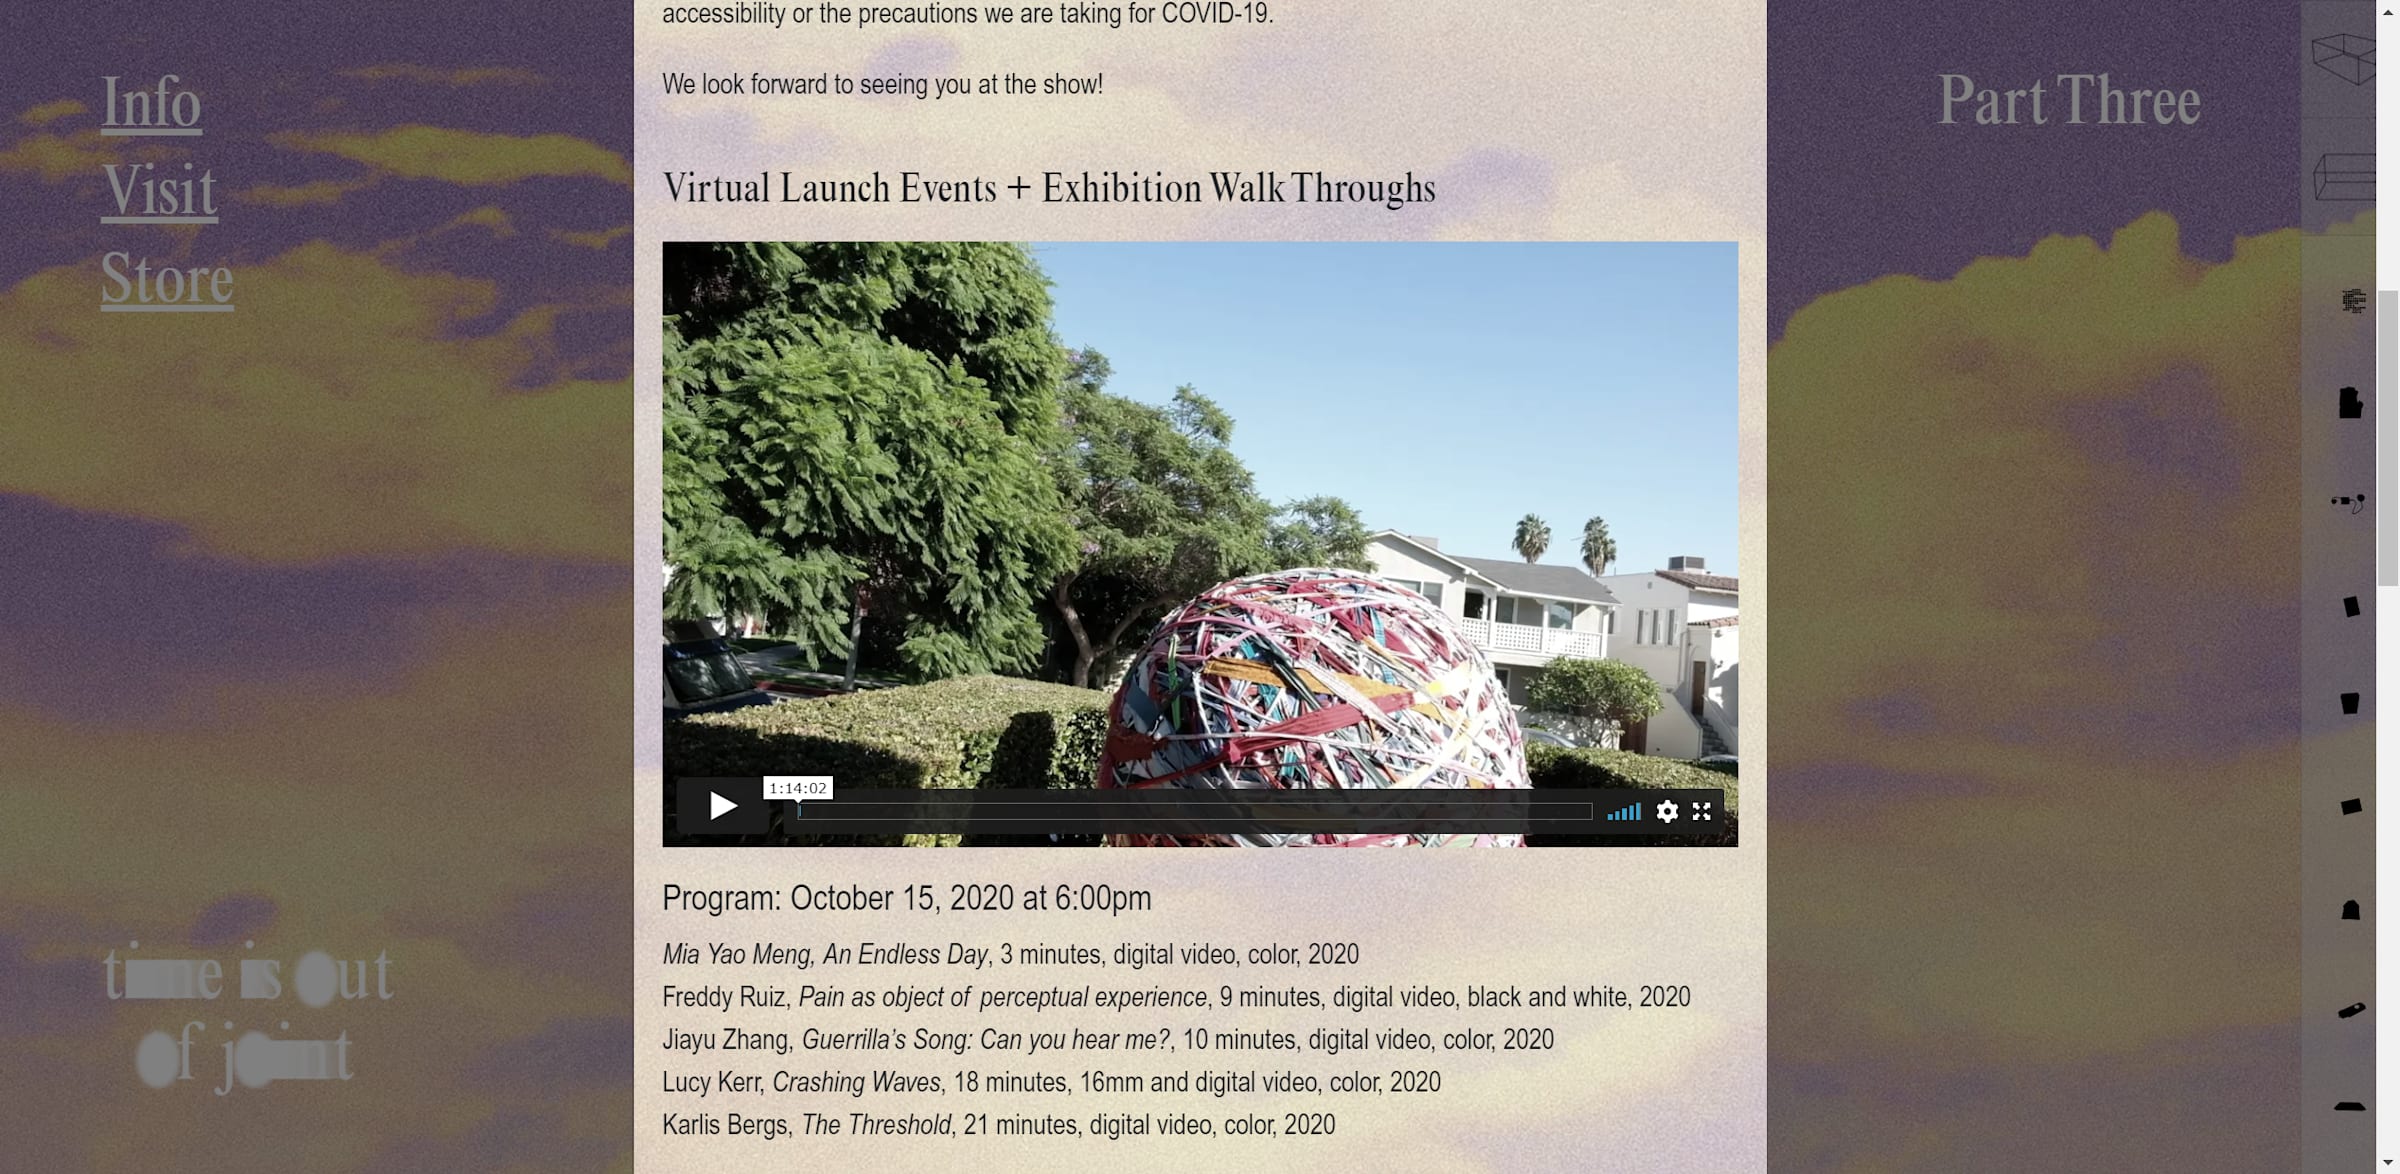 accessibility or the precautions we are taking for COVID-19.
We look forward to seeing you at the show!
Info
Visit
Store
Part Three
Virtual Launch Events + Exhibition Walk Throughs
1:14:02
Program: October 15, 2020 at 6:00pm
Mia Yao Meng, An Endless Day, 3 minutes, digital video, color, 2020
Freddy Ruiz, Pain as object of perceptual experience, 9 minutes, digital video, black and white, 2020
Jiayu Zhang, Guerrilla’s Song: Can you hear me?, 10 minutes, digital video, color, 2020
Lucy Kerr, Crashing Waves, 18 minutes, 16mm and digital video, color, 2020
Karlis Bergs, The Threshold, 21 minutes, digital video, color, 2020
time is out
of joint